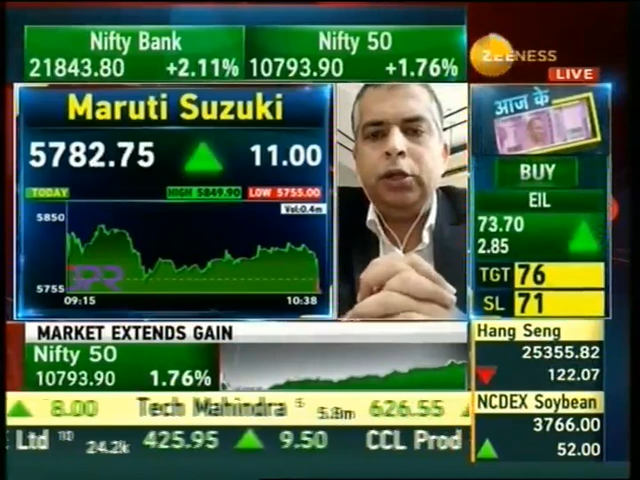 Nifty Bank
21843.80 +2.11%
Nifty 50
10793.90 +1.76%
ZEE BUSINESS
LIVE
Maruti Suzuki
5782.75 11.00
TODAY HIGH 5849.90 LOW 5755.00
Vol:0.4m
5850
5755
09:15 10:38
आज के
BUY
EIL
73.70
2.85
TGT 76
SL 71
MARKET EXTENDS GAIN
Nifty 50
10793.90 1.76%
Hang Seng
25355.82
122.07
NCDEX Soybean
3766.00
52.00
8.00 Tech Mahindra 5.8m 626.55
Ltd 10 24.2k 425.95 9.50 CCL Prod